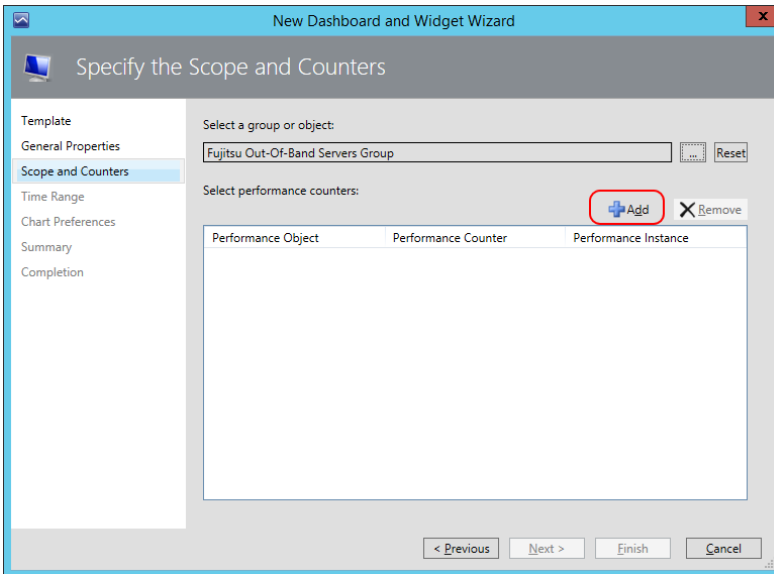 New Dashboard and Widget Wizard
x
Specify the Scope and Counters
Template
General Properties
Scope and Counters
Time Range
Chart Preferences
Summary
Completion
Select a group or object:
Fujitsu Out-Of-Band Servers Group ... Reset
Select performance counters:
Add Remove
Performance Object Performance Counter Performance Instance
< Previous Next > Finish Cancel